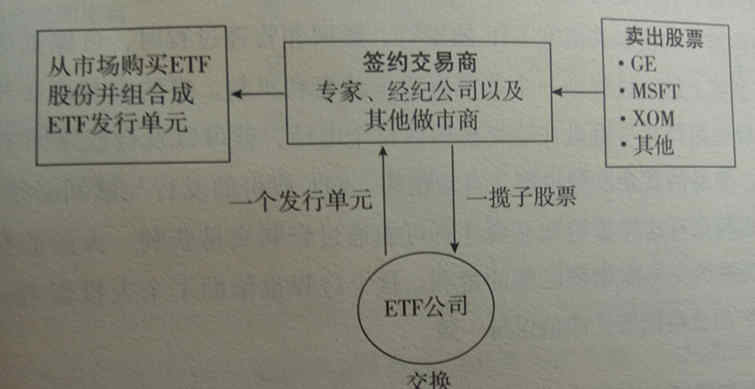 从市场购买ETF
股份并组合成
ETF发行单元
签约交易商
专家、经纪公司以及
其他做市商
卖出股票
·GE
·MSFT
·XOM
·其他
一个发行单元
一揽子股票
ETF公司
交换